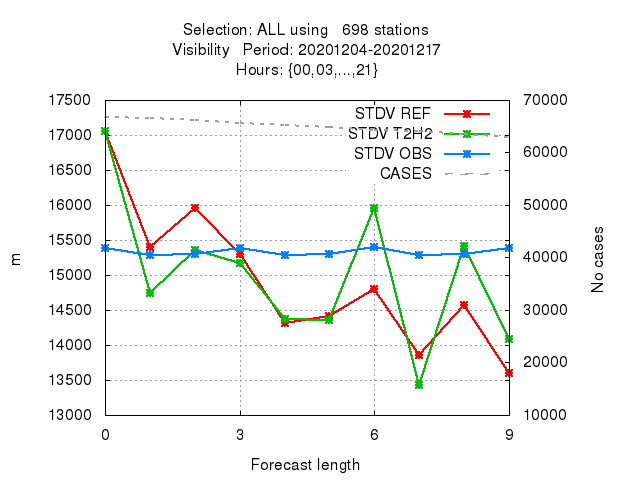 Selection: ALL using   698 stations
Visibility   Period: 20201204-20201217
Hours: {00,03,...,21}
17500
17000
16500
16000
15500
15000
14500
14000
13500
13000
m
STDV REF
STDV T2H2
STDV OBS
CASES
70000
60000
50000
40000
30000
20000
10000
No cases
0 3 6 9
Forecast length